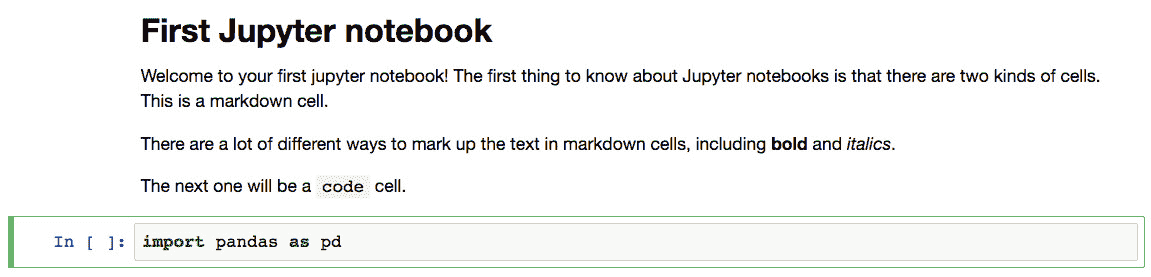 First Jupyter notebook
Welcome to your first jupyter notebook! The first thing to know about Jupyter notebooks is that there are two kinds of cells.
This is a markdown cell.
There are a lot of different ways to mark up the text in markdown cells, including bold and italics.
The next one will be a code cell.
In [ ]: import pandas as pd